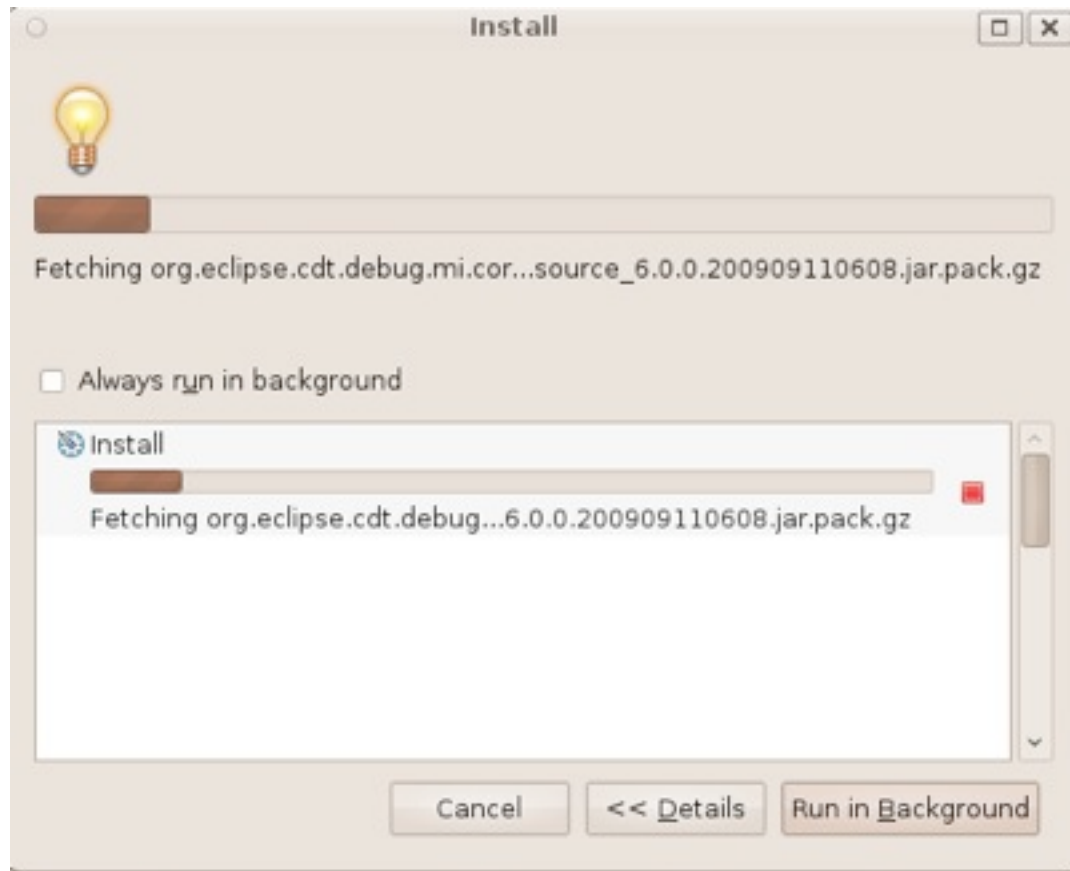 Install
Fetching org.eclipse.cdt.debug.mi.cor...source_6.0.0.200909110608.jar.pack.gz
Always run in background
Install
Fetching org.eclipse.cdt.debug...6.0.0.200909110608.jar.pack.gz
Cancel
<< Details
Run in Background